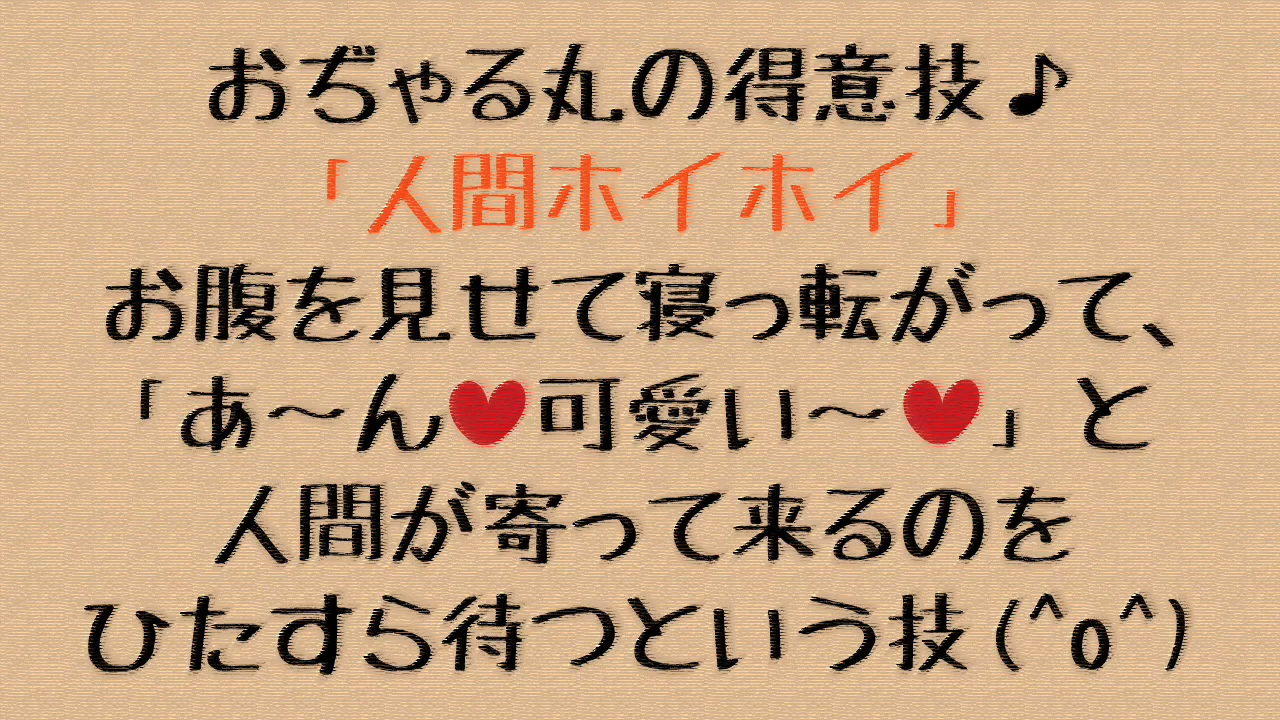 おぢゃる丸の得意技♪
「人間ホイホイ」
お腹を見せて寝っ転がって、
「あ～ん❤可愛い～❤」と
人間が寄って来るのを
ひたすら待つという技(^o^)